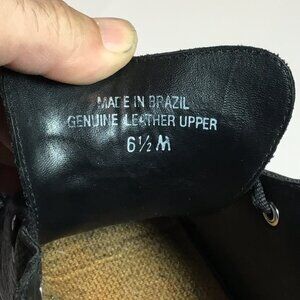 MADE IN BRAZIL
GENUINE LEATHER UPPER
6½ M